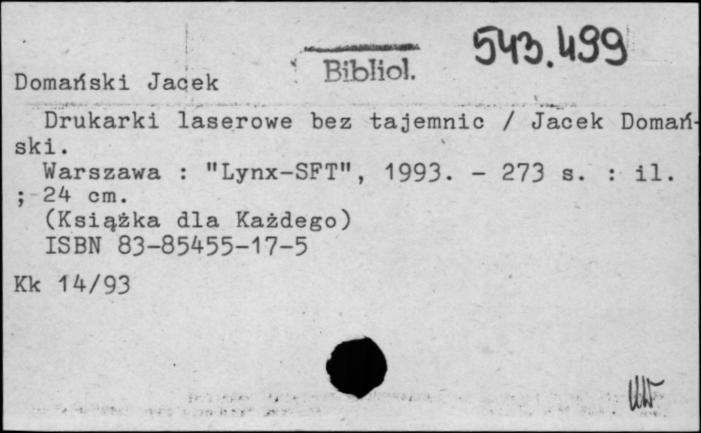 543.499
Bibliol.
Domański Jacek
Drukarki laserowe bez tajemnic / Jacek Domań-
ski.
Warszawa : "Lynx-SFT", 1993. - 273 s. : il.
; 24 cm.
(Książka dla Każdego)
ISBN 83-85455-17-5
Kk 14/93